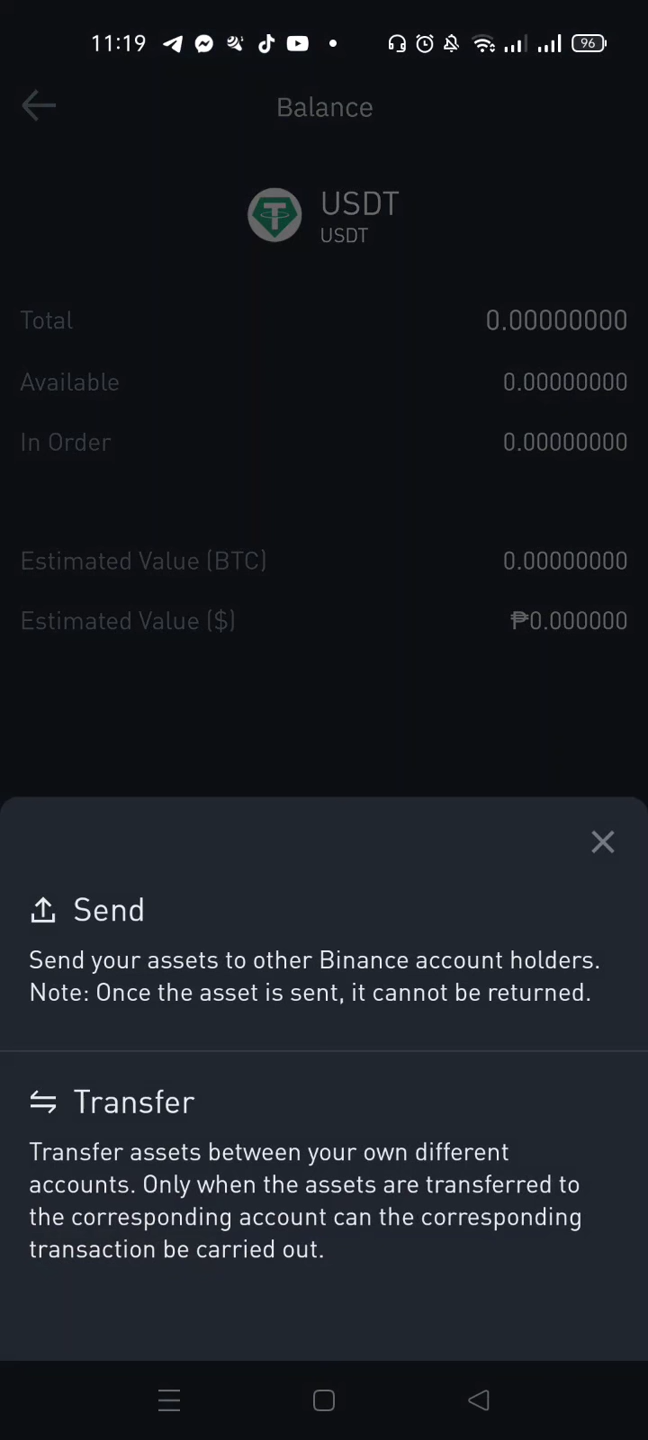 11:19
96
Balance
USDT
USDT
Total 0.00000000
Available 0.00000000
In Order 0.00000000
Estimated Value (BTC) 0.00000000
Estimated Value ($) ₱0.000000
Send
Send your assets to other Binance account holders.
Note: Once the asset is sent, it cannot be returned.
Transfer
Transfer assets between your own different
accounts. Only when the assets are transferred to
the corresponding account can the corresponding
transaction be carried out.